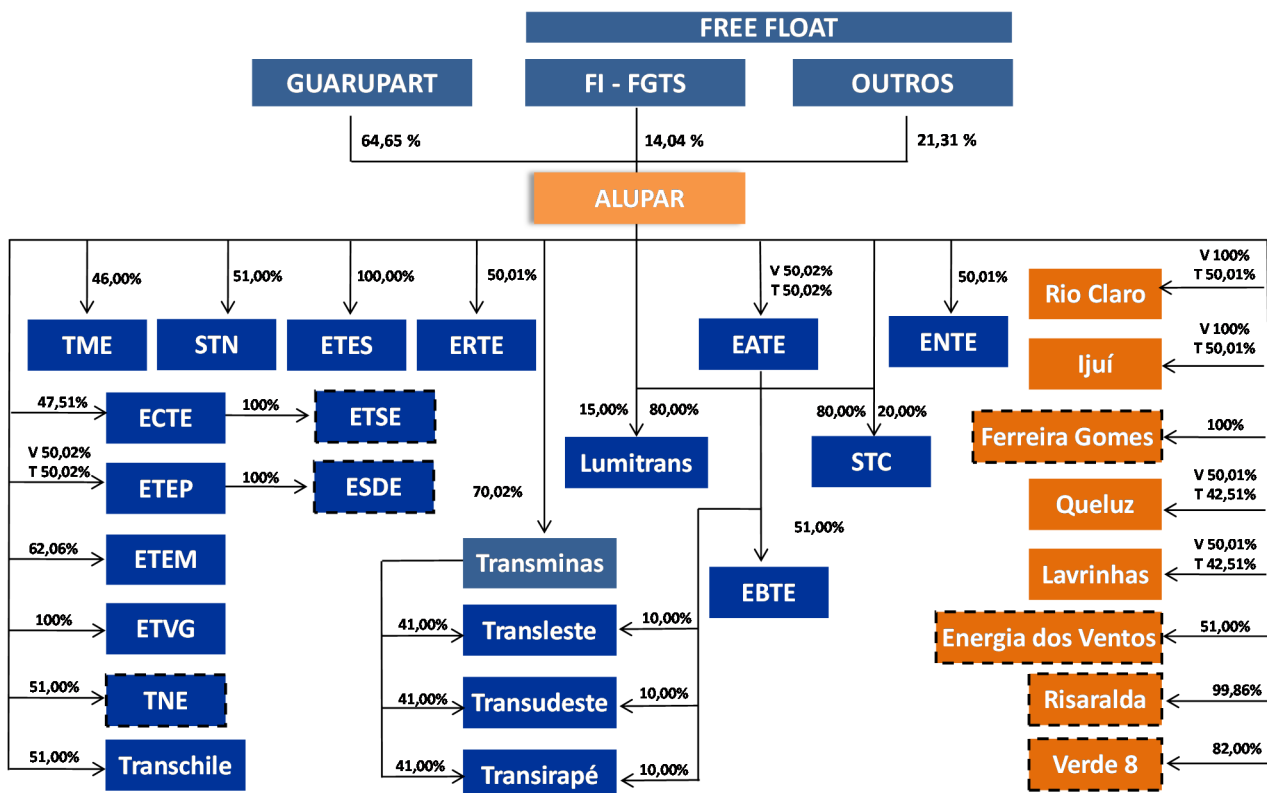 FREE FLOAT
GUARUPART
FI - FGTS
OUTROS
64,65 %
14,04 %
21,31 %
ALUPAR
46,00%
51,00%
100,00%
50,01%
V 50,02%
T 50,02%
50,01%
V 100%
T 50,01%
Rio Claro
TME
STN
ETES
ERTE
EATE
ENTE
V 100%
T 50,01%
Ijuí
47,51%
ECTE
100%
ETSE
15,00%
80,00%
80,00%
20,00%
Ferreira Gomes
100%
Lumitrans
STC
V 50,02%
T 50,02%
ETEP
100%
ESDE
70,02%
Queluz
V 50,01%
T 42,51%
51,00%
62,06%
ETEM
Transminas
EBTE
Lavrinhas
V 50,01%
T 42,51%
100%
ETVG
41,00%
Transleste
10,00%
Energia dos Ventos
51,00%
51,00%
TNE
41,00%
Transudeste
10,00%
Risaralda
99,86%
51,00%
Transchile
41,00%
Transirapé
10,00%
Verde 8
82,00%